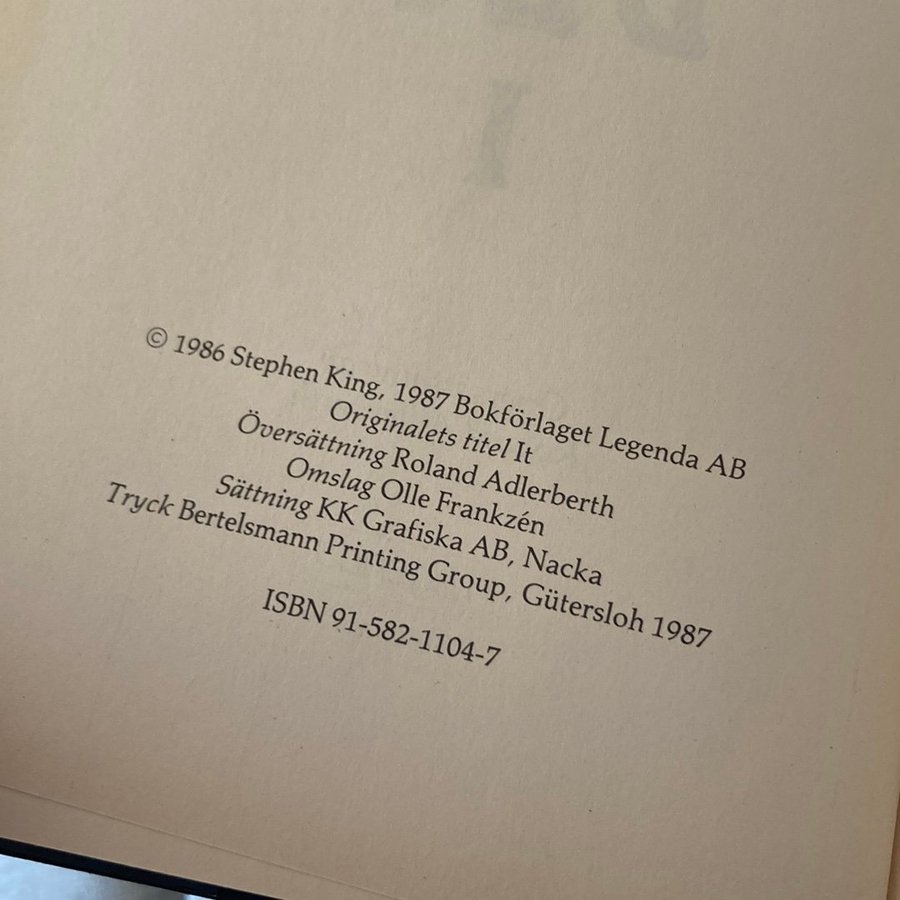 © 1986 Stephen King, 1987 Bokförlaget Legenda AB
Originalets titel It
Översättning Roland Adlerberth
Omslag Olle Frankzén
Sättning KK Grafiska AB, Nacka
Tryck Bertelsmann Printing Group, Gütersloh 1987
ISBN 91-582-1104-7